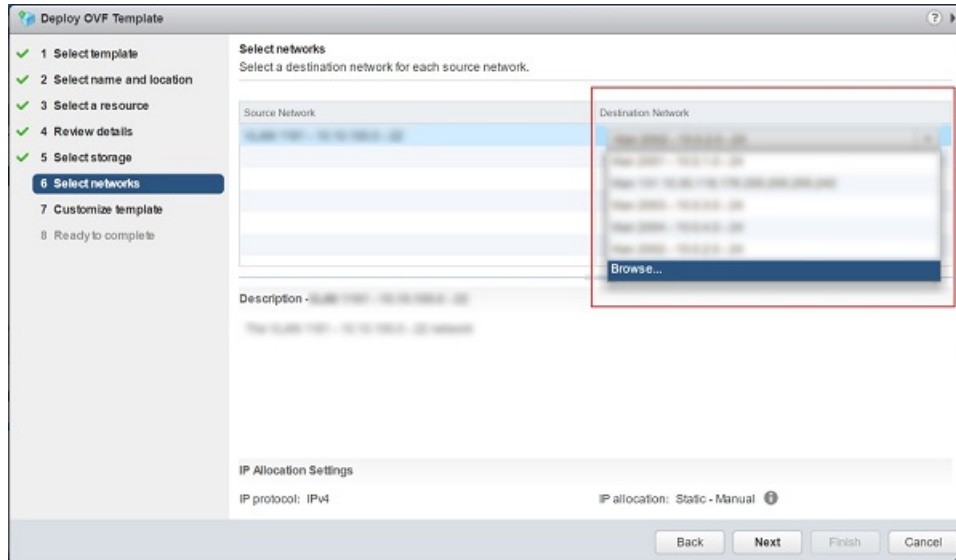 Deploy OVF Template
?
1 Select template
2 Select name and location
3 Select a resource
4 Review details
5 Select storage
6 Select networks
7 Customize template
8 Ready to complete
Select networks
Select a destination network for each source network.
Source Network
Destination Network
Browse...
Description -
IP Allocation Settings
IP protocol: IPv4
IP allocation: Static - Manual
Back
Next
Finish
Cancel